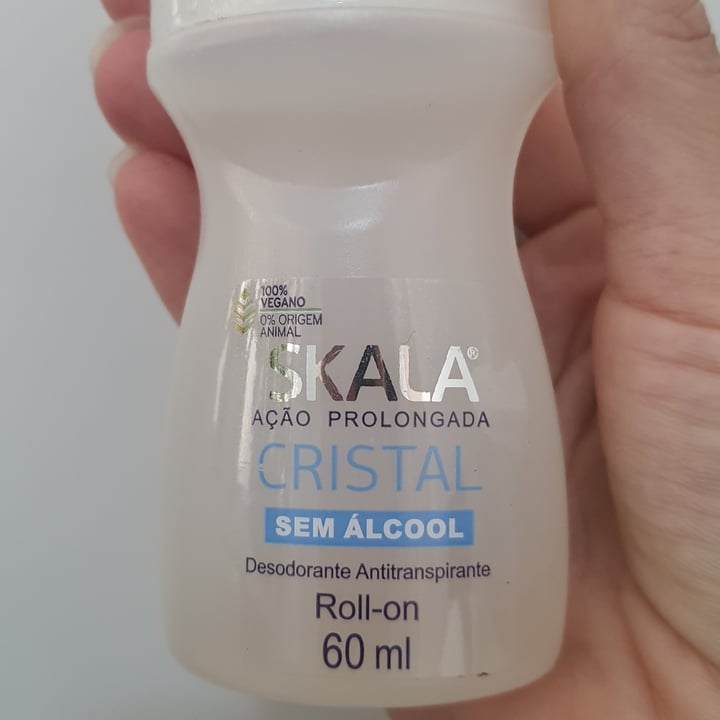 100%
VEGANO
0% ORIGEM
ANIMAL
SKALA®
AÇÃO PROLONGADA
CRISTAL
SEM ÁLCOOL
Desodorante Antitranspirante
Roll-on
60 ml